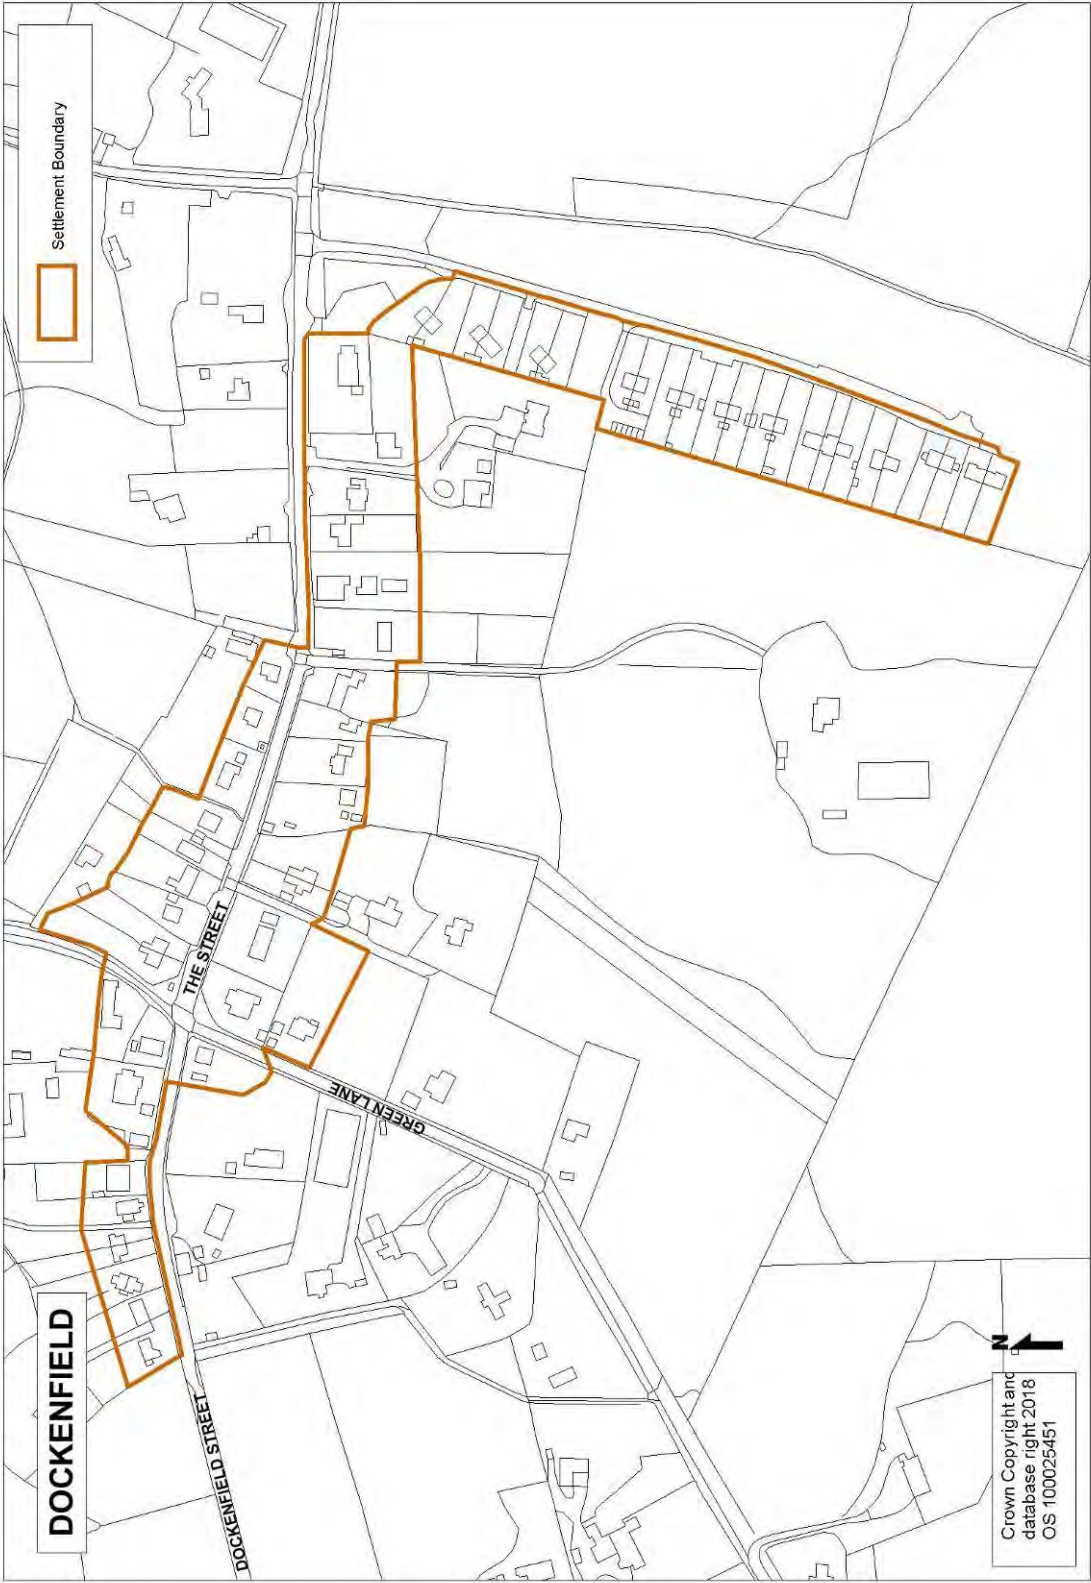 DOCKENFIELD
Settlement Boundary
DOCKENFIELD STREET
THE STREET
GREEN LANE
N
Crown Copyright and
database right 2018
OS 100025451